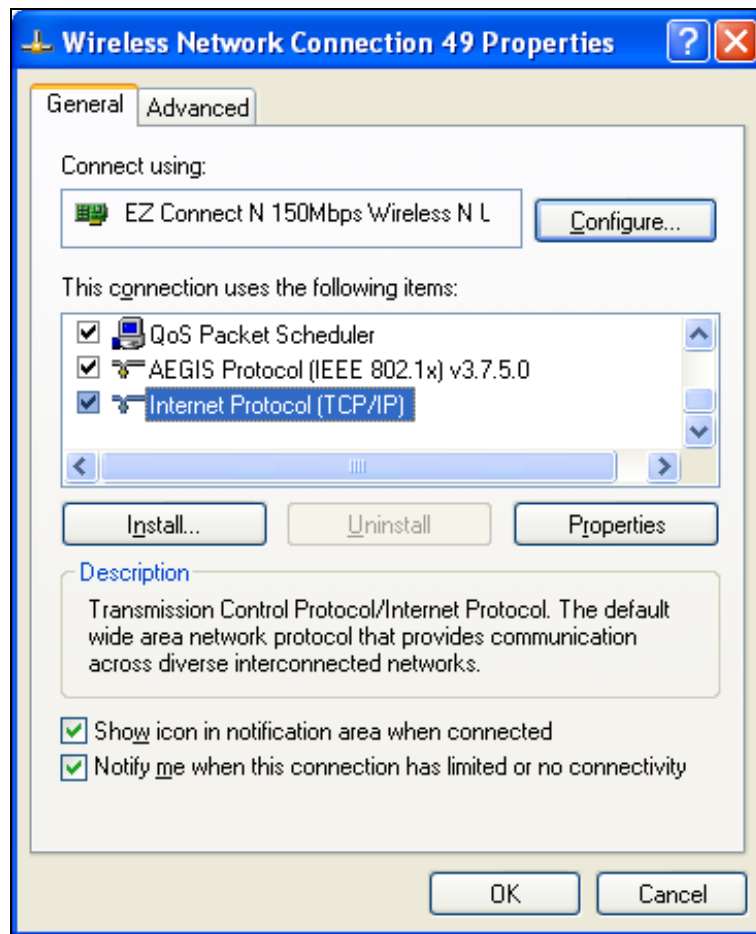 Wireless Network Connection 49 Properties
General
Advanced
Connect using:
EZ Connect N 150Mbps Wireless N L
Configure...
This connection uses the following items:
QoS Packet Scheduler
AEGIS Protocol (IEEE 802.1x) v3.7.5.0
Internet Protocol (TCP/IP)
Install...
Uninstall
Properties
Description
Transmission Control Protocol/Internet Protocol. The default
wide area network protocol that provides communication
across diverse interconnected networks.
Show icon in notification area when connected
Notify me when this connection has limited or no connectivity
OK
Cancel